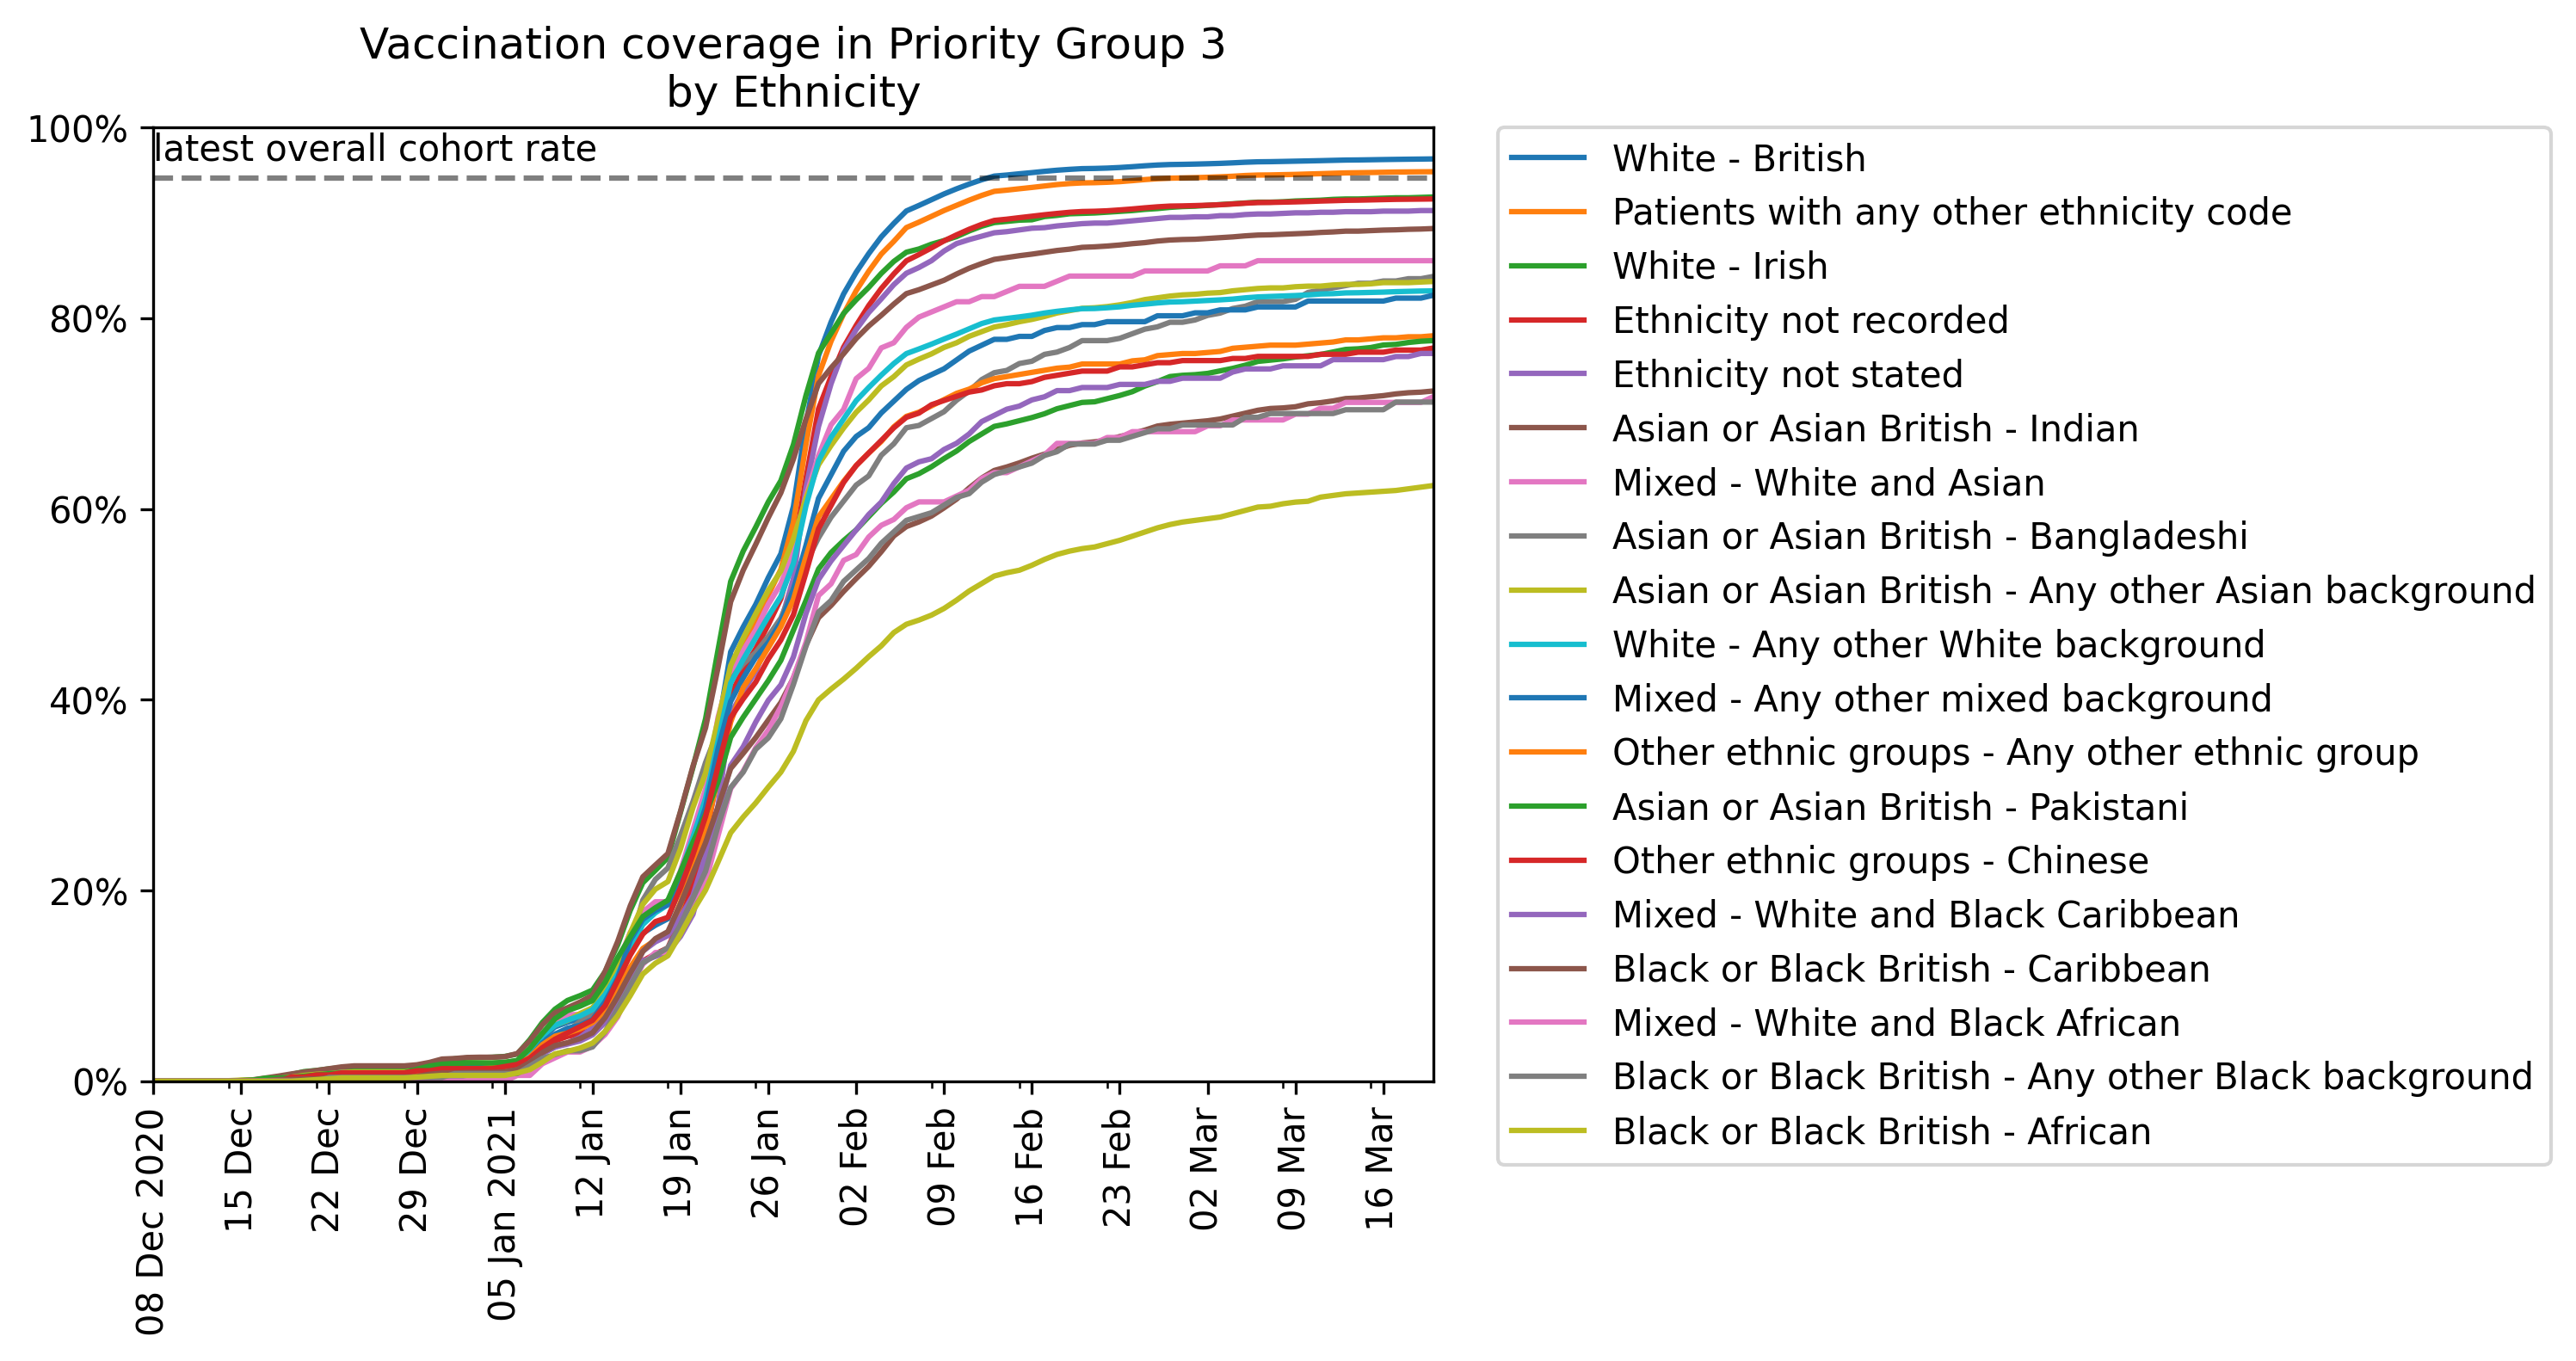 Vaccination coverage in Priority Group 3
by Ethnicity
100%
80%
60%
40%
20%
0%
latest overall cohort rate
08 Dec 2020
15 Dec
22 Dec
29 Dec
05 Jan 2021
12 Jan
19 Jan
26 Jan
02 Feb
09 Feb
16 Feb
23 Feb
02 Mar
09 Mar
16 Mar
White - British
Patients with any other ethnicity code
White - Irish
Ethnicity not recorded
Ethnicity not stated
Asian or Asian British - Indian
Mixed - White and Asian
Asian or Asian British - Bangladeshi
Asian or Asian British - Any other Asian background
White - Any other White background
Mixed - Any other mixed background
Other ethnic groups - Any other ethnic group
Asian or Asian British - Pakistani
Other ethnic groups - Chinese
Mixed - White and Black Caribbean
Black or Black British - Caribbean
Mixed - White and Black African
Black or Black British - Any other Black background
Black or Black British - African